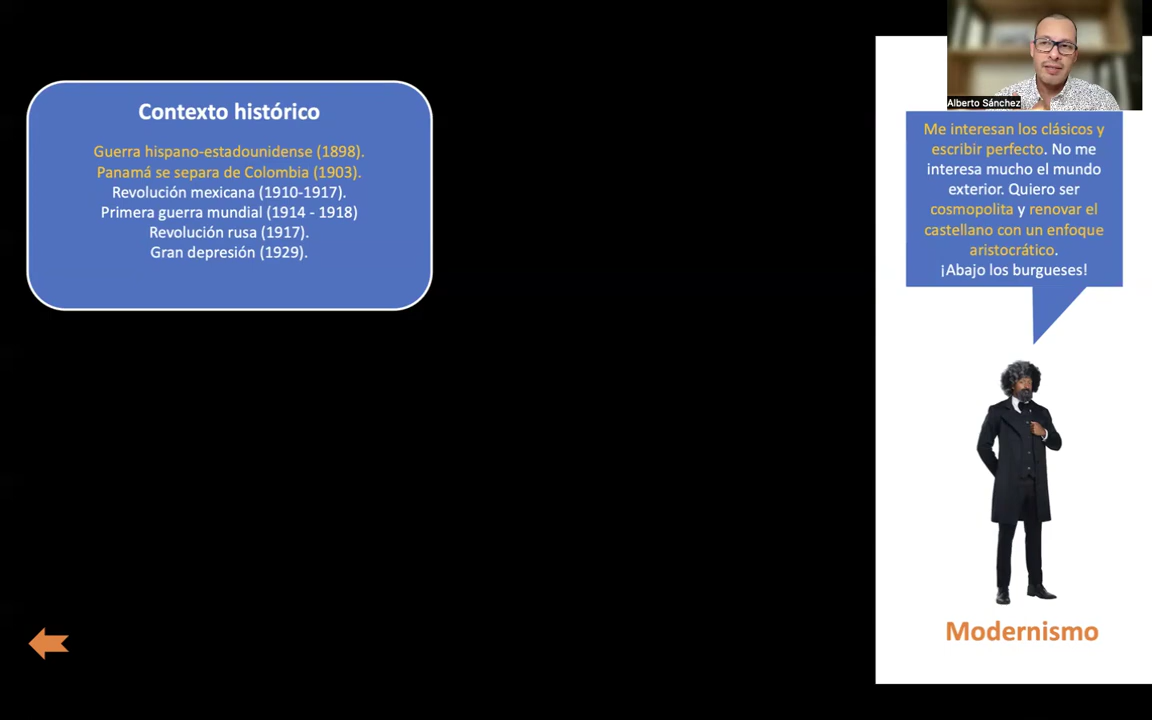 Contexto histórico
Guerra hispano-estadounidense (1898).
Panamá se separa de Colombia (1903).
Revolución mexicana (1910-1917).
Primera guerra mundial (1914 - 1918)
Revolución rusa (1917).
Gran depresión (1929).
Alberto Sánchez
Me interesan los clásicos y
escribir perfecto. No me
interesa mucho el mundo
exterior. Quiero ser
cosmopolita y renovar el
castellano con un enfoque
aristocrático.
¡Abajo los burgueses!
Modernismo